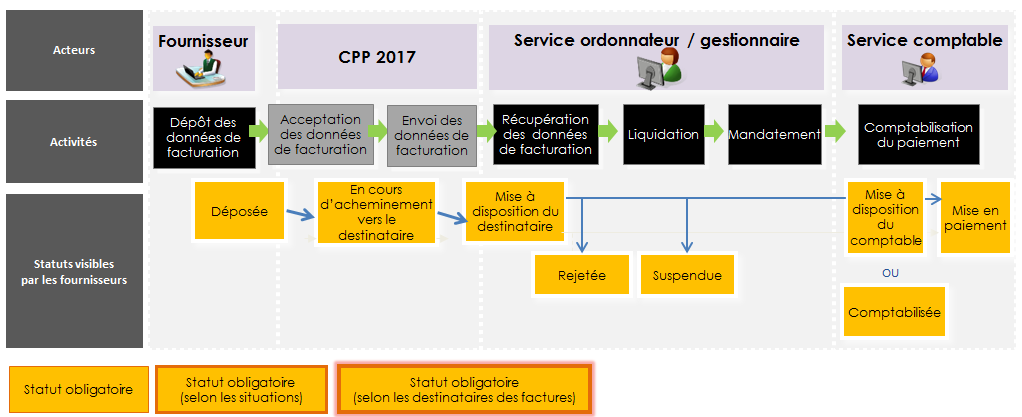 Acteurs
Fournisseur
CPP 2017
Service ordonnateur / gestionnaire
Service comptable
Activités
Dépôt des
données de
facturation
Acceptation
des données
de facturation
Envoi des
données de
facturation
Récupération
des données
de facturation
Liquidation
Mandatement
Comptabilisation
du paiement
Statuts visibles
par les fournisseurs
Déposée
En cours
d'acheminement
vers le
destinataire
Mise à
disposition du
destinataire
Rejetée
Suspendue
Mise à
disposition
du
comptable
Mise en
paiement
OU
Comptabilisée
Statut obligatoire
Statut obligatoire
(selon les situations)
Statut obligatoire
(selon les destinataires des factures)